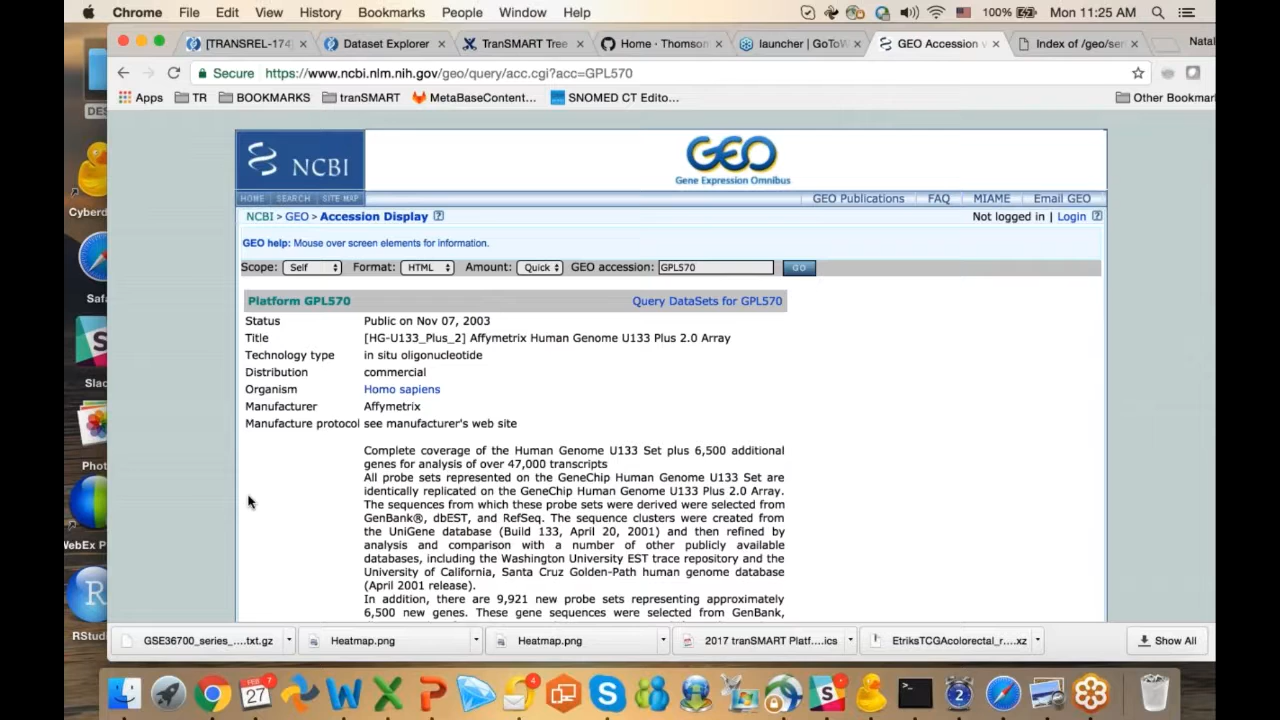 Chrome File Edit View History Bookmarks People Window Help 100% Mon 11:25 AM
[TRANSREL-174 Dataset Explorer TranSMART Tree Home · Thomson launcher | GoToW GEO Accession v Index of /geo/ser Natal
Secure https://www.ncbi.nlm.nih.gov/geo/query/acc.cgi?acc=GPL570
Apps TR BOOKMARKS tranSMART MetaBaseContent... SNOMED CT Edito... Other Bookmar
DES
Cyberd
Safa
Slac
Phot
WebEx P
RStudi
NCBI
GEO
Gene Expression Omnibus
HOME SEARCH SITE MAP GEO Publications FAQ MIAME Email GEO
NCBI > GEO > Accession Display ? Not logged in | Login ?
GEO help: Mouse over screen elements for information.
Scope: Self Format: HTML Amount: Quick GEO accession: GPL570 GO
Platform GPL570 Query DataSets for GPL570
Status Public on Nov 07, 2003
Title [HG-U133_Plus_2] Affymetrix Human Genome U133 Plus 2.0 Array
Technology type in situ oligonucleotide
Distribution commercial
Organism Homo sapiens
Manufacturer Affymetrix
Manufacture protocol see manufacturer's web site
Complete coverage of the Human Genome U133 Set plus 6,500 additional
genes for analysis of over 47,000 transcripts
All probe sets represented on the GeneChip Human Genome U133 Set are
identically replicated on the GeneChip Human Genome U133 Plus 2.0 Array.
The sequences from which these probe sets were derived were selected from
GenBank®, dbEST, and RefSeq. The sequence clusters were created from
the UniGene database (Build 133, April 20, 2001) and then refined by
analysis and comparison with a number of other publicly available
databases, including the Washington University EST trace repository and the
University of California, Santa Cruz Golden-Path human genome database
(April 2001 release).
In addition, there are 9,921 new probe sets representing approximately
6,500 new genes. These gene sequences were selected from GenBank,
GSE36700_series_....txt.gz Heatmap.png Heatmap.png 2017 tranSMART Platf....ics EtriksTCGAcolorectal_r....xz Show All
FEB 7
27
4
2